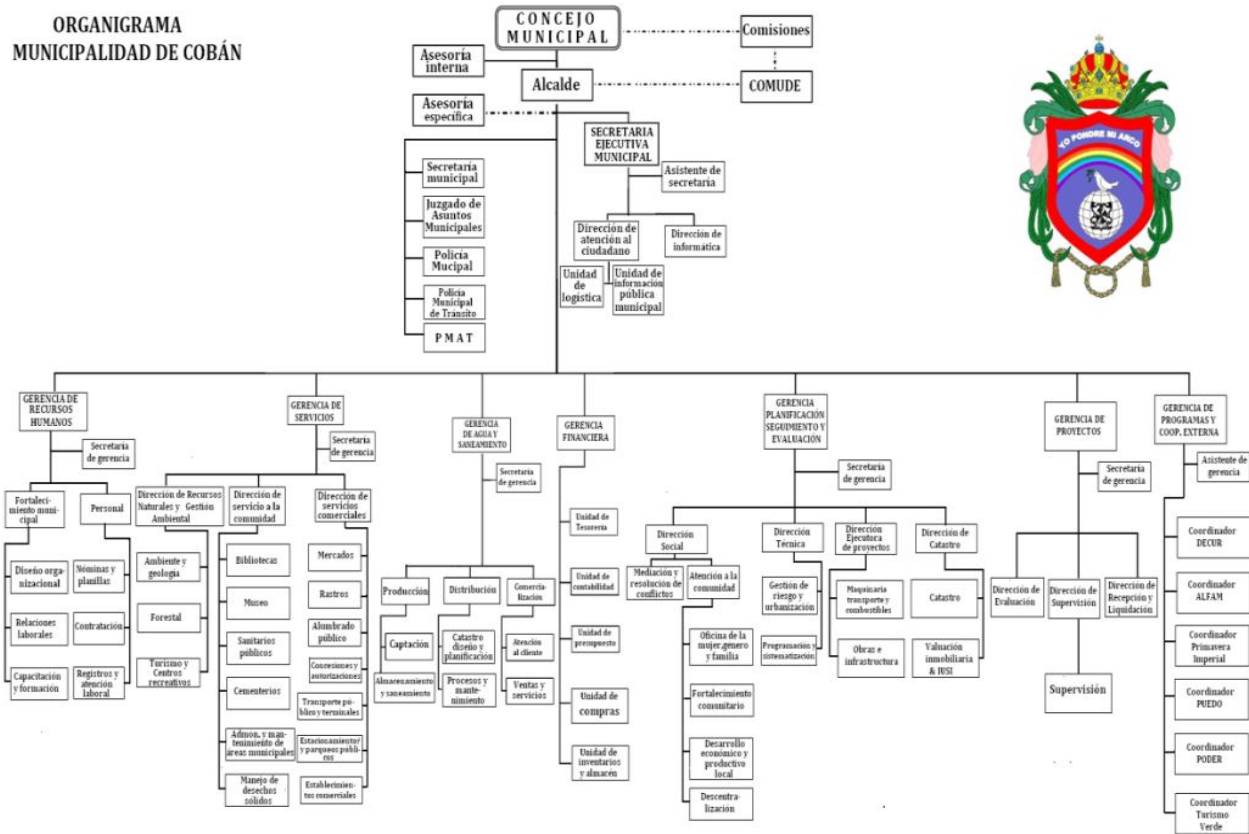 ORGANIGRAMA
MUNICIPALIDAD DE COBÁN
CONCEJO
MUNICIPAL
Comisiones
Asesoría
interna
Alcalde
COMUDE
Asesoría
específica
SECRETARIA
EJECUTIVA
MUNICIPAL
Asistente de
secretaria
Secretaría
municipal
Juzgado de
Asuntos
Municipales
Policía
Mucipal
Policía
Municipal
de Tránsito
P M A T
Dirección de
atención al
ciudadano
Dirección de
informática
Unidad
de
logística
Unidad de
información
pública
municipal
YO PONDRE MI ARCO
GERENCIA DE
RECURSOS
HUMANOS
Secretaria
de gerencia
Fortaleci-
miento muni-
cipal
Personal
Diseño orga-
nizacional
Nóminas y
planillas
Relaciones
laborales
Contratación
Capacitación
y formación
Registros y
atención
laboral
GERENCIA DE
SERVICIOS
Secretaria
de gerencia
Dirección de Recursos
Naturales y Gestión
Ambiental
Dirección de
servicio a la
comunidad
Dirección de
servicios
comerciales
Ambiente y
geología
Forestal
Turismo y
Centros
recreativos
Bibliotecas
Museo
Sanitarios
públicos
Cementerios
Admon. y man-
tenimiento de
áreas municipales
Manejo de
desechos
sólidos
Mercados
Rastros
Alumbrado
público
Concesiones y
autorizaciones
Transporte pú-
blico y terminales
Estacionamientos
y parqueos públi-
cos
Establecimien-
tos comerciales
GERENCIA
DE AGUA Y
SANEAMIENTO
Secretaria
de gerencia
Producción
Distribución
Comercia-
lización
Captación
Catastro
diseño y
planificación
Atención
al cliente
Almacenamiento
y saneamiento
Procesos y
mante-
nimiento
Ventas y
servicios
GERENCIA
FINANCIERA
Unidad de
Tesorería
Unidad de
contabilidad
Unidad de
presupuesto
Unidad de
compras
Unidad de
inventarios
y almacén
GERENCIA
PLANIFICACIÓN
SEGUIMIENTO Y
EVALUACIÓN
Secretaria
de gerencia
Dirección
Social
Dirección
Técnica
Dirección
Ejecutora
de proyectos
Dirección de
Catastro
Mediación y
resolución de
conflictos
Atención a la
comunidad
Gestión de
riesgo y
urbanización
Maquinaria
transporte y
combustibles
Catastro
Oficina de la
mujer,genero
y familia
Programación y
sistematización
Obras e
infrastructura
Valuación
inmobiliaria
& IUSI
Fortalecimiento
comunitario
Desarrollo
económico y
productivo
local
Descentra-
lización
GERENCIA DE
PROYECTOS
Secretaria
de gerencia
Dirección de
Evaluación
Dirección de
Supervisión
Dirección de
Recepción y
Liquidación
Supervisión
GERENCIA DE
PROGRAMAS Y
COOP. EXTERNA
Asistente de
gerencia
Coordinador
DECUR
Coordinador
ALFAM
Coordinador
Primavera
Imperial
Coordinador
PUEDO
Coordinador
PODER
Coordinador
Turismo
Verde